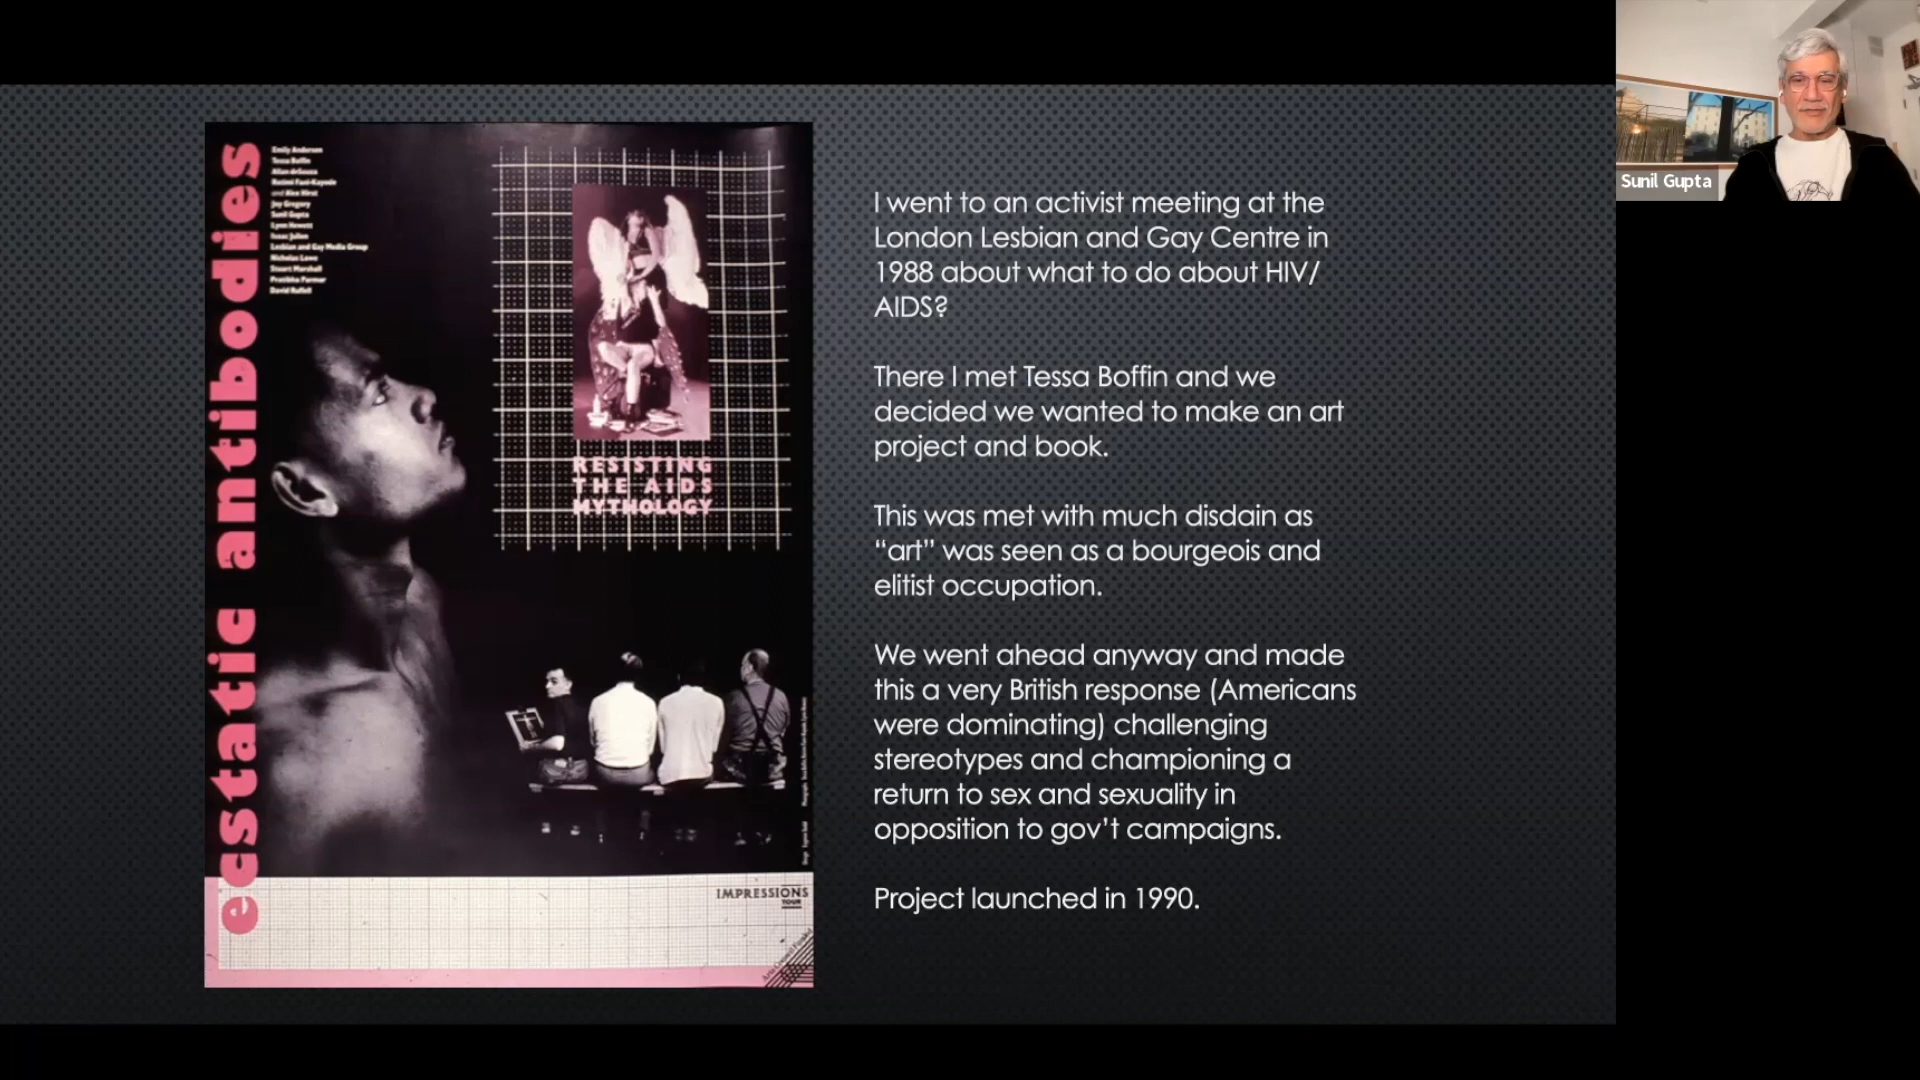 ecstatic antibodies
Emily Andersen
Tessa Boffin
Allan deSouza
Rotimi Fani-Kayode
and Alex Hirst
Joy Gregory
Sunil Gupta
Lynn Hewett
Isaac Julien
Lesbian and Gay Media Group
Nicholas Lowe
Stuart Marshall
Pratibha Parmar
David Ruffell
RESISTING
THE AIDS
MYTHOLOGY
IMPRESSIONS
TOUR
Arts Council Funded
I went to an activist meeting at the
London Lesbian and Gay Centre in
1988 about what to do about HIV/
AIDS?
There I met Tessa Boffin and we
decided we wanted to make an art
project and book.
This was met with much disdain as
“art” was seen as a bourgeois and
elitist occupation.
We went ahead anyway and made
this a very British response (Americans
were dominating) challenging
stereotypes and championing a
return to sex and sexuality in
opposition to gov’t campaigns.
Project launched in 1990.
Sunil Gupta